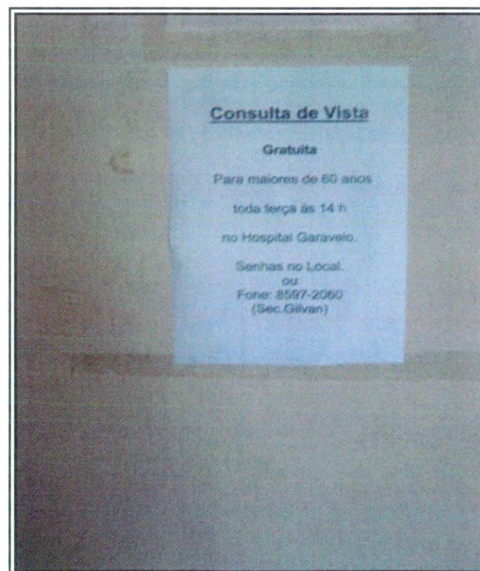 Consulta de Vista
Gratuita
Para maiores de 60 anos
toda terça às 14 h
no Hospital Garavelo.
Senhas no Local.
ou
Fone: 8597-2060
(Sec.Gilvan)